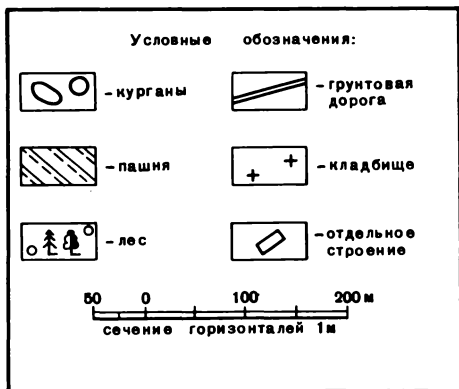 Условные обозначения:
– курганы
– грунтовая
дорога
– пашня
– кладбище
– лес
– отдельное
строение
50 0 100 200 м
сечение горизонталей 1 м